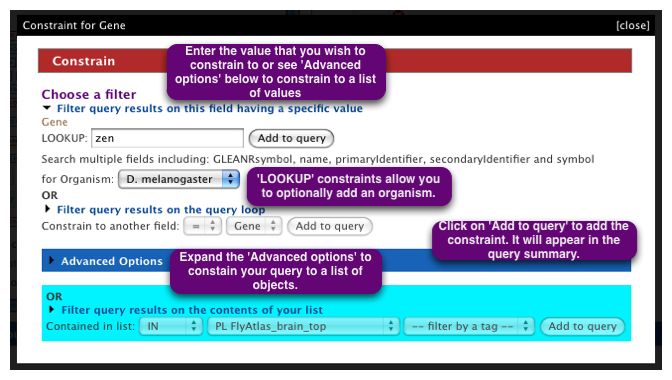 Constraint for Gene
[close]
Constrain
Enter the value that you wish
to constrain to or see 'Advanced
options' below to constrain to a list
of values
Choose a filter
Filter query results on this field having a specific value
Gene
LOOKUP: zen Add to query
Search multiple fields including: GLEANRsymbol, name, primaryIdentifier, secondaryIdentifier and symbol
for Organism: D. melanogaster
'LOOKUP' constraints allow you
to optionally add an organism.
OR
Filter query results on the query loop
Constrain to another field: = Gene Add to query
Click on 'Add to query' to add the
constraint. It will appear in the
query summary.
Advanced Options
Expand the 'Advanced options' to
constain your query to a list of
objects.
OR
Filter query results on the contents of your list
Contained in list: IN PL FlyAtlas_brain_top -- filter by a tag -- Add to query